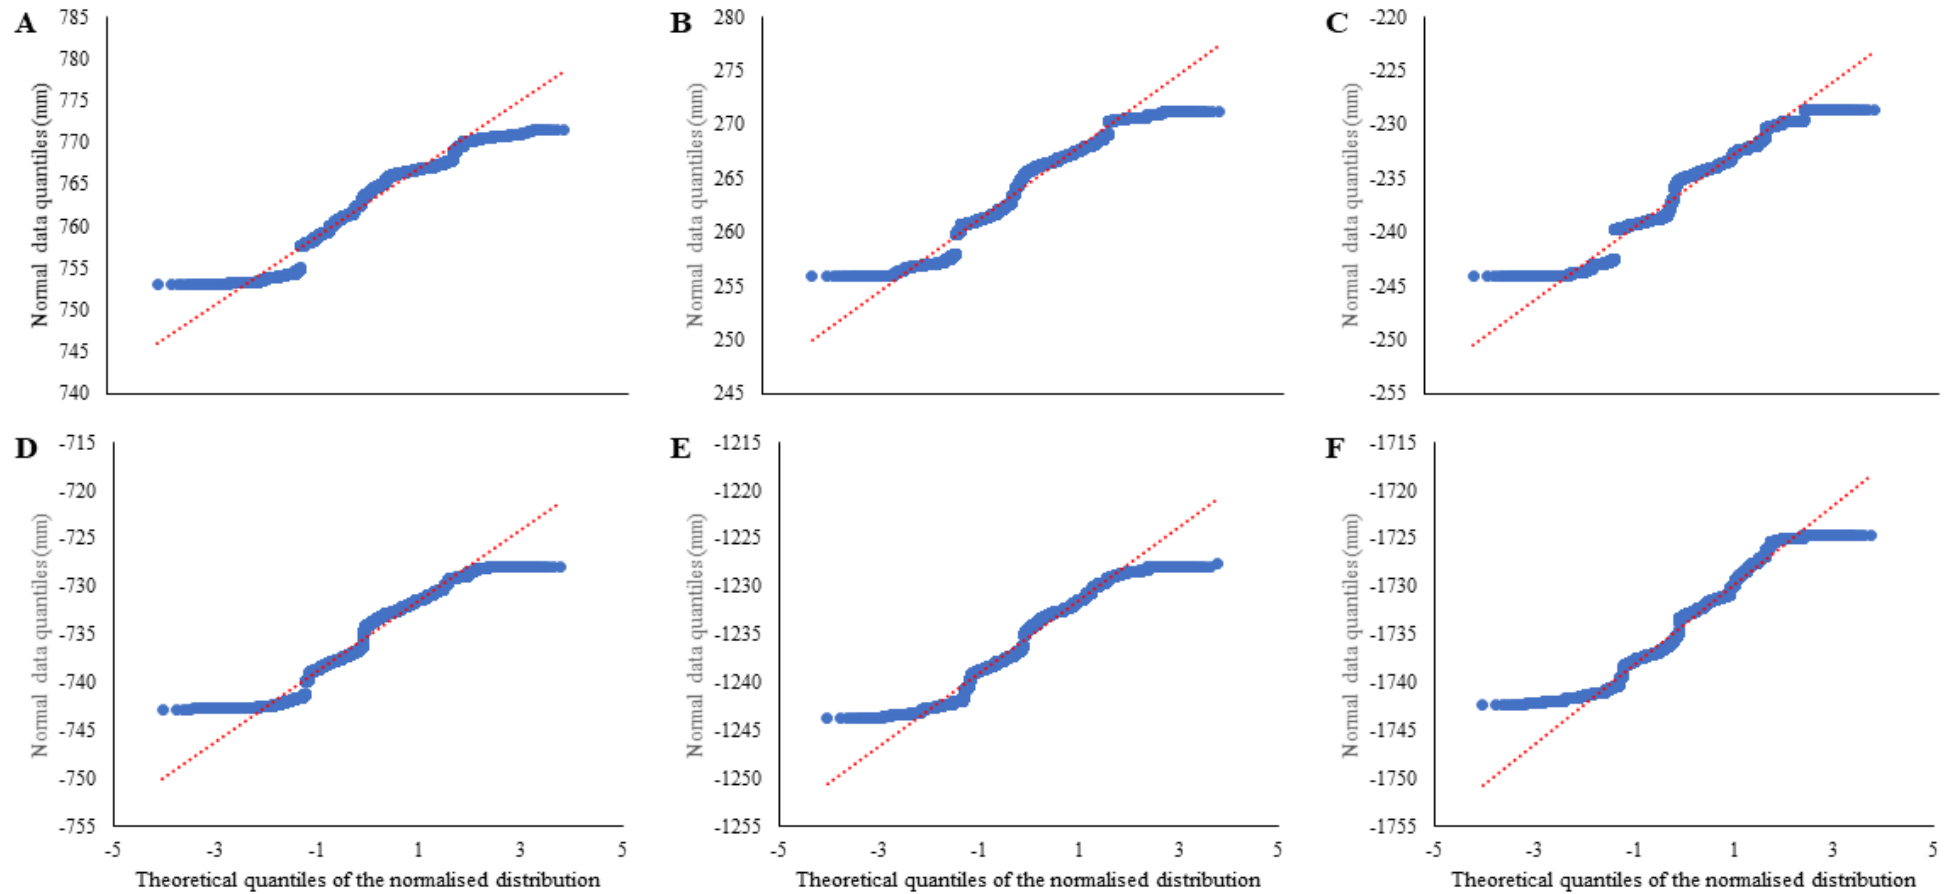 A
785
780
775
770
765
760
755
750
745
740
Normal data quantiles (mm)
B
280
275
270
265
260
255
250
245
Normal data quantiles (mm)
C
-220
-225
-230
-235
-240
-245
-250
-255
Normal data quantiles (mm)
D
-715
-720
-725
-730
-735
-740
-745
-750
-755
Normal data quantiles (mm)
-5 -3 -1 1 3 5
Theoretical quantiles of the normalised distribution
E
-1215
-1220
-1225
-1230
-1235
-1240
-1245
-1250
-1255
Normal data quantiles (mm)
-5 -3 -1 1 3 5
Theoretical quantiles of the normalised distribution
F
-1715
-1720
-1725
-1730
-1735
-1740
-1745
-1750
-1755
Normal data quantiles (mm)
-5 -3 -1 1 3 5
Theoretical quantiles of the normalised distribution